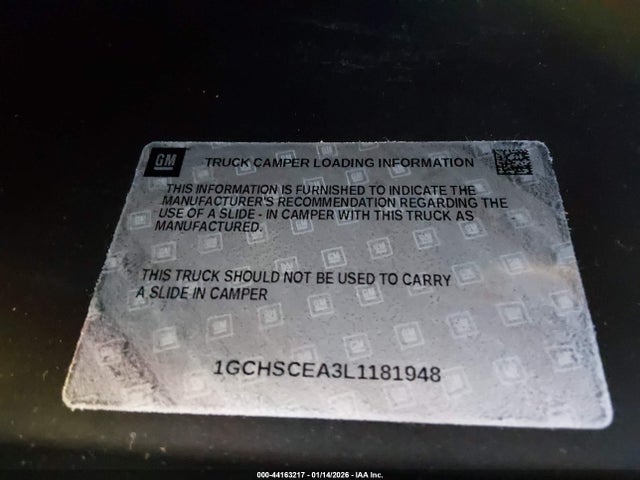 GM
TRUCK CAMPER LOADING INFORMATION
THIS INFORMATION IS FURNISHED TO INDICATE THE
MANUFACTURER'S RECOMMENDATION REGARDING THE
USE OF A SLIDE - IN CAMPER WITH THIS TRUCK AS
MANUFACTURED.
THIS TRUCK SHOULD NOT BE USED TO CARRY
A SLIDE IN CAMPER
1GCHSCEA3L1181948
000-44163217 - 01/14/2026 - IAA Inc.